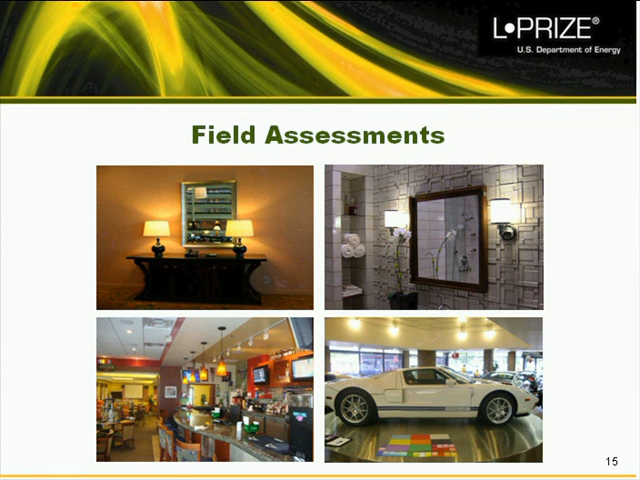 L•PRIZE®
U.S. Department of Energy
Field Assessments
15